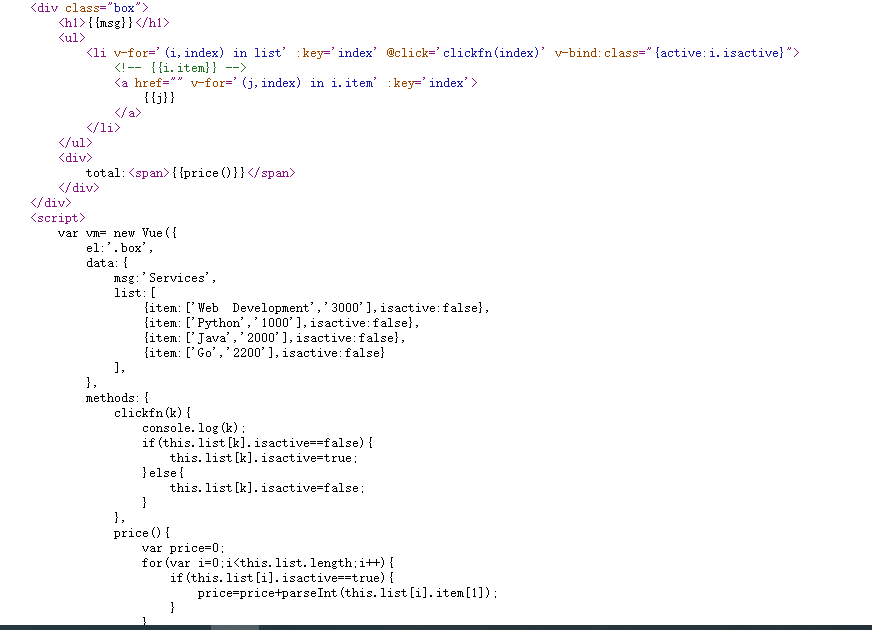 <div class="box">
<h1>{{msg}}</h1>
<ul>
<li v-for='(i,index) in list' :key='index' @click='clickfn(index)' v-bind:class="{active:i.isactive}">
<!-- {{i.item}} -->
<a href="" v-for='(j,index) in i.item' :key='index'>
{{j}}
</a>
</li>
</ul>
<div>
total:<span>{{price()}}</span>
</div>
</div>
<script>
var vm= new Vue({
el:'.box',
data:{
msg:'Services',
list:[
{item:['Web  Development','3000'],isactive:false},
{item:['Python','1000'],isactive:false},
{item:['Java','2000'],isactive:false},
{item:['Go','2200'],isactive:false}
],
},
methods:{
clickfn(k){
console.log(k);
if(this.list[k].isactive==false){
this.list[k].isactive=true;
}else{
this.list[k].isactive=false;
}
},
price(){
var price=0;
for(var i=0;i<this.list.length;i++){
if(this.list[i].isactive==true){
price=price+parseInt(this.list[i].item[1]);
}
}